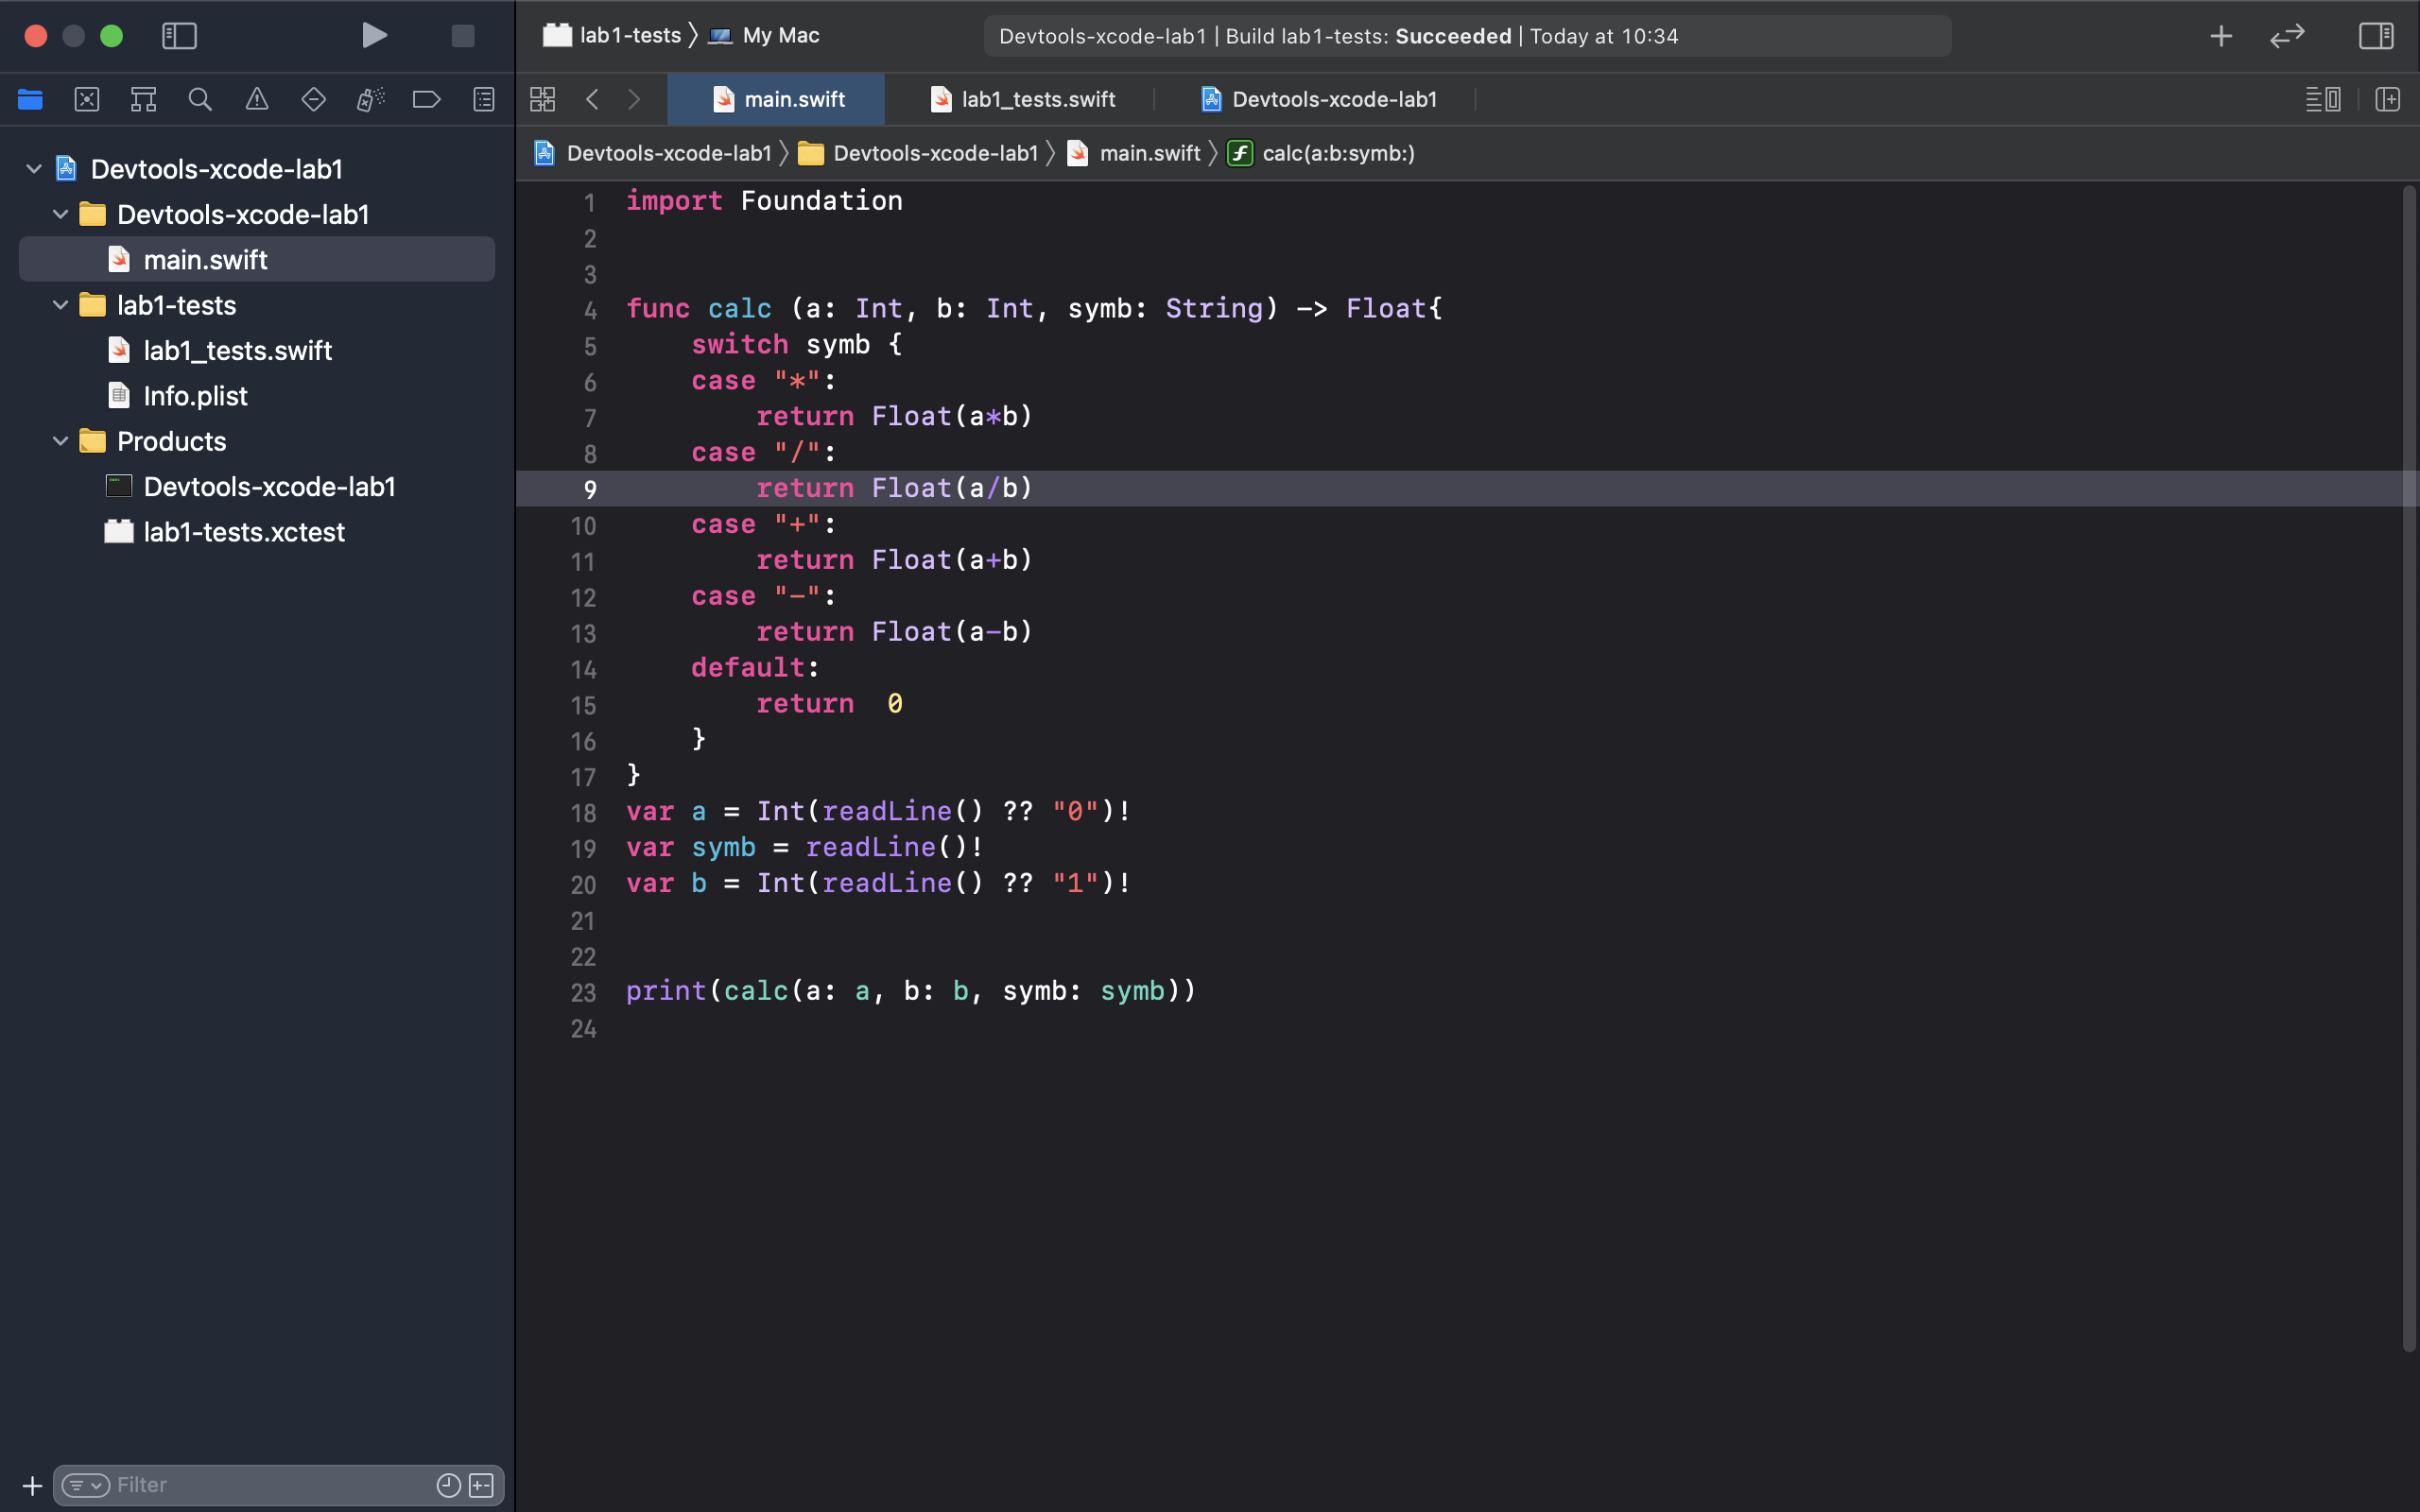 lab1-tests 〉 My Mac
Devtools-xcode-lab1 | Build lab1-tests: Succeeded | Today at 10:34
main.swift
lab1_tests.swift
Devtools-xcode-lab1
Devtools-xcode-lab1 〉 Devtools-xcode-lab1 〉 main.swift 〉 calc(a:b:symb:)
Devtools-xcode-lab1
Devtools-xcode-lab1
main.swift
lab1-tests
lab1_tests.swift
Info.plist
Products
Devtools-xcode-lab1
lab1-tests.xctest
Filter
1 import Foundation
2
3
4 func calc (a: Int, b: Int, symb: String) -> Float{
5     switch symb {
6     case "*":
7         return Float(a*b)
8     case "/":
9         return Float(a/b)
10     case "+":
11         return Float(a+b)
12     case "-":
13         return Float(a-b)
14     default:
15         return  0
16     }
17 }
18 var a = Int(readLine() ?? "0")!
19 var symb = readLine()!
20 var b = Int(readLine() ?? "1")!
21
22
23 print(calc(a: a, b: b, symb: symb))
24